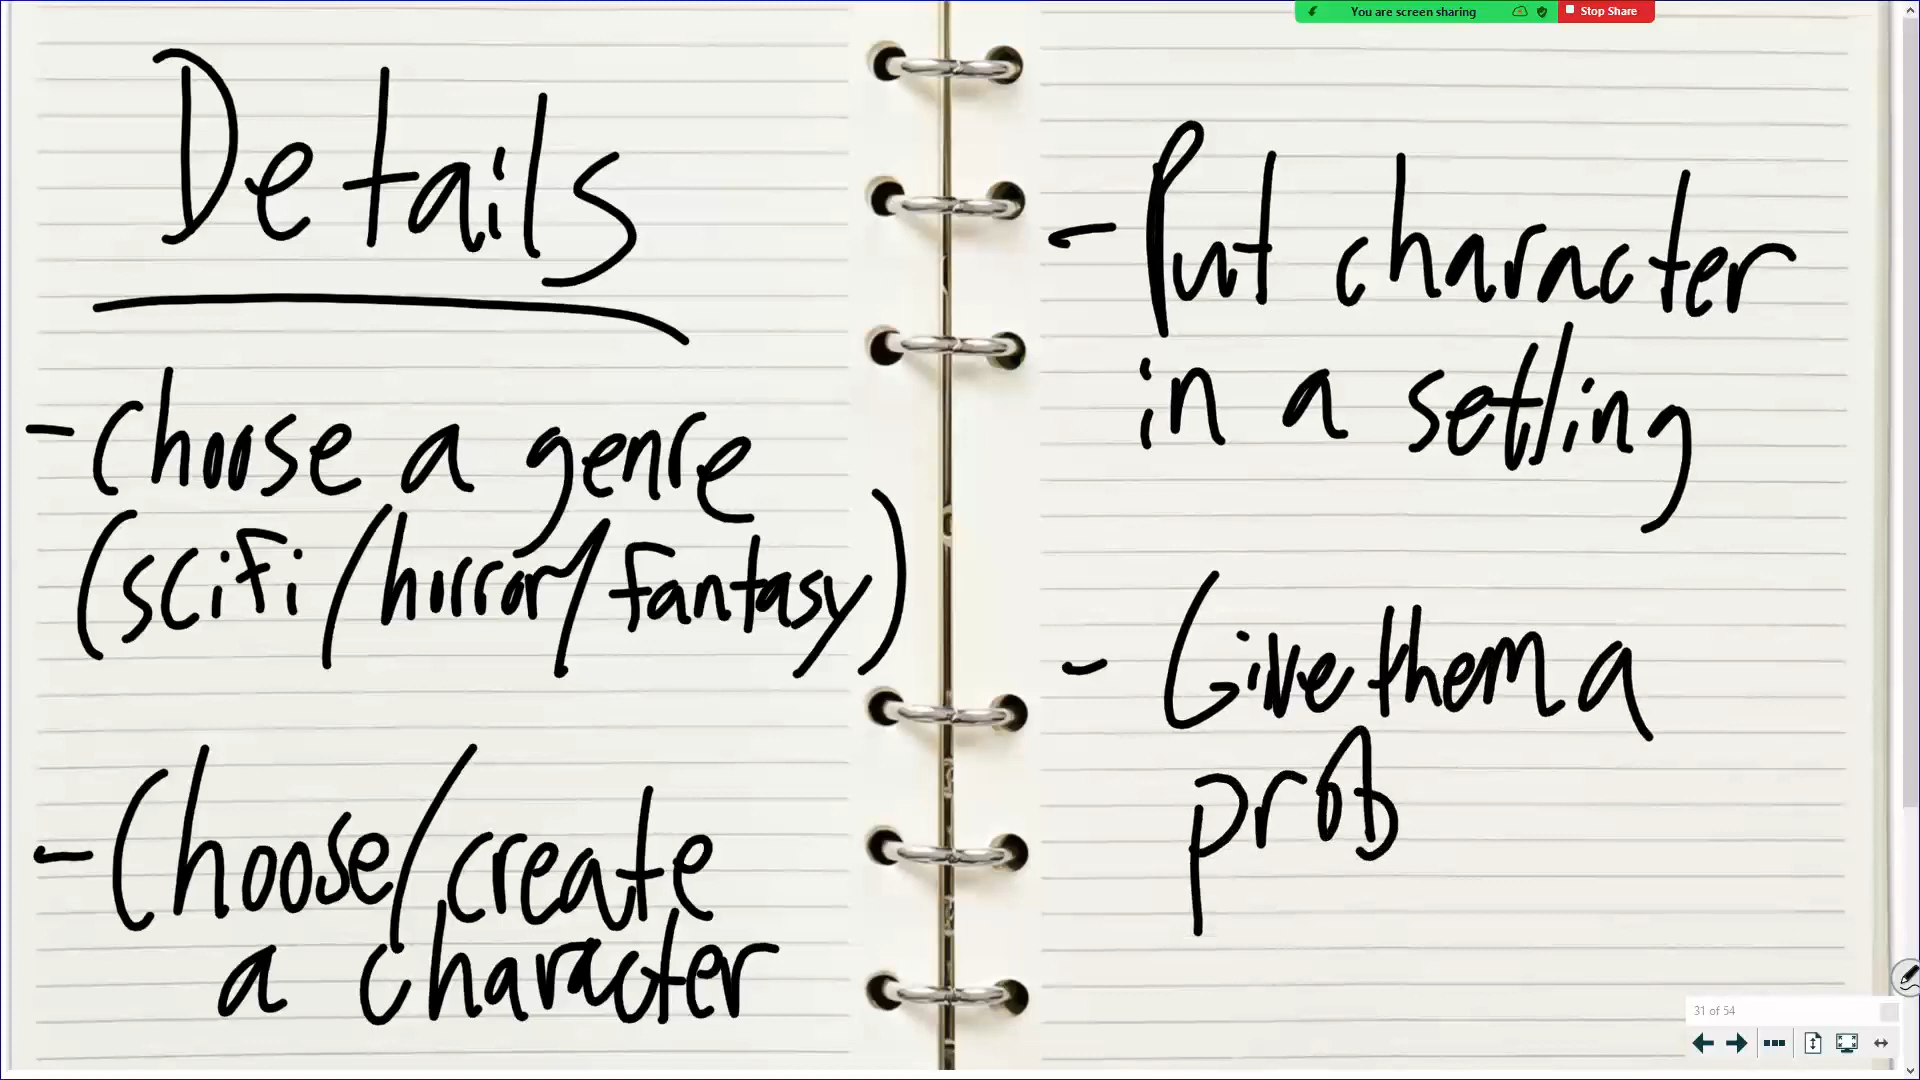 You are screen sharing
Stop Share
Details
- Choose a genre
(scifi/horror/fantasy)
- Choose/create
a character
- Put character
in a setting
- Give them a
prob
31 of 54